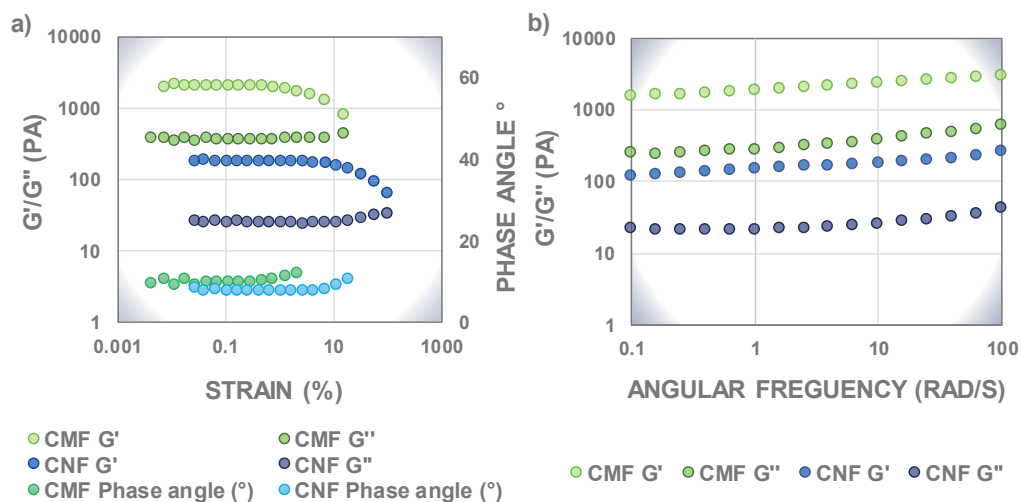 a)
10000
1000
100
10
1
G'/G'' (PA)
0.001
0.1
10
1000
STRAIN (%)
60
40
20
0
PHASE ANGLE °
CMF G'
CMF G''
CNF G'
CNF G"
CMF Phase angle (°)
CNF Phase angle (°)
b)
10000
1000
100
10
1
G'/G'' (PA)
0.1
1
10
100
ANGULAR FREGUENCY (RAD/S)
CMF G'
CMF G''
CNF G'
CNF G"